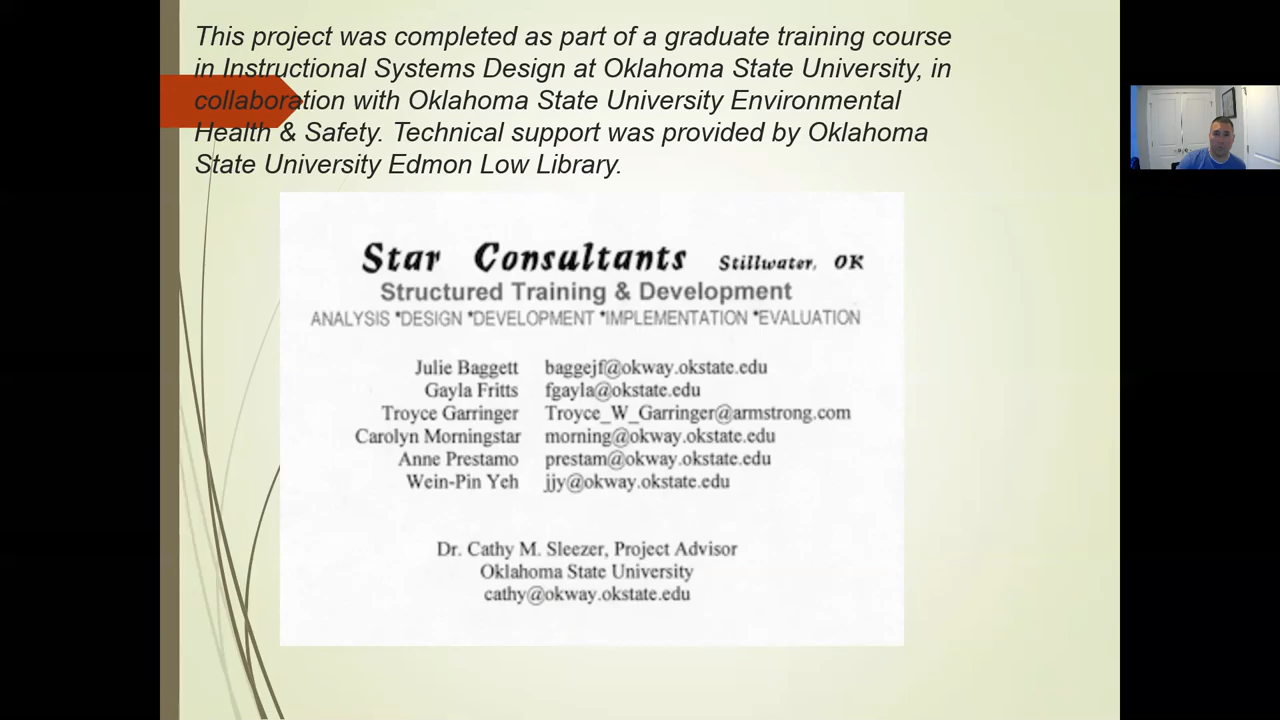 This project was completed as part of a graduate training course
in Instructional Systems Design at Oklahoma State University, in
collaboration with Oklahoma State University Environmental
Health & Safety. Technical support was provided by Oklahoma
State University Edmon Low Library.
Star Consultants Stillwater, OK
Structured Training & Development
ANALYSIS *DESIGN *DEVELOPMENT *IMPLEMENTATION *EVALUATION
Julie Baggett baggejf@okway.okstate.edu
Gayla Fritts fgayla@okstate.edu
Troyce Garringer Troyce_W_Garringer@armstrong.com
Carolyn Morningstar morning@okway.okstate.edu
Anne Prestamo prestam@okway.okstate.edu
Wein-Pin Yeh jjy@okway.okstate.edu
Dr. Cathy M. Sleezer, Project Advisor
Oklahoma State University
cathy@okway.okstate.edu